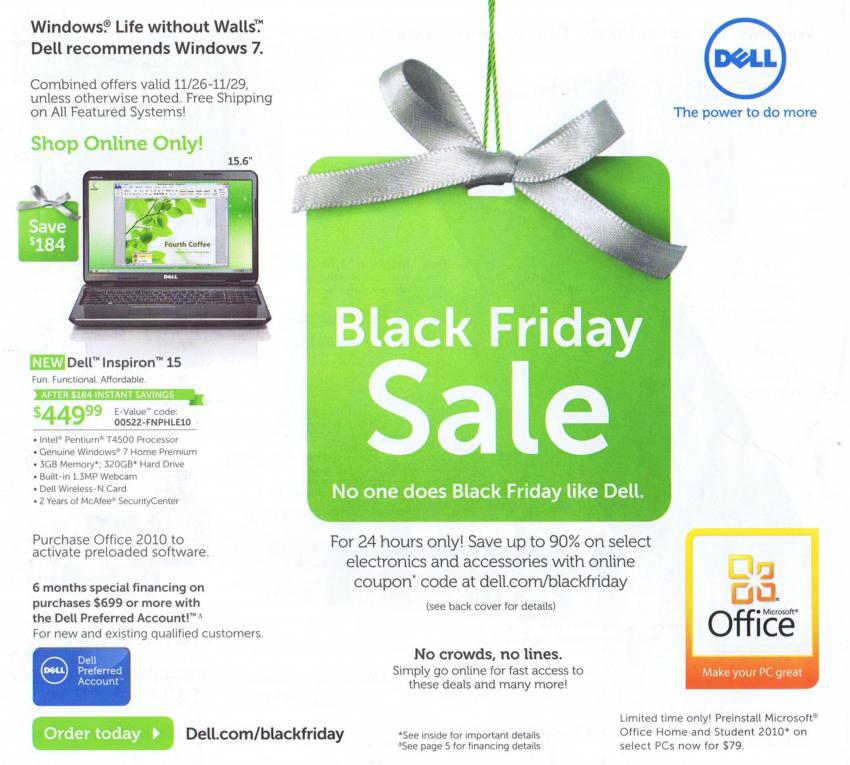 Windows.® Life without Walls.™
Dell recommends Windows 7.
Combined offers valid 11/26-11/29,
unless otherwise noted. Free Shipping
on All Featured Systems!
Shop Online Only!
15.6"
Save
$184
Fourth Coffee
DELL
NEW Dell™ Inspiron™ 15
Fun. Functional. Affordable.
AFTER $184 INSTANT SAVINGS
$449⁹⁹
E-Value™ code:
00522-FNPHLE10
• Intel® Pentium® T4500 Processor
• Genuine Windows® 7 Home Premium
• 3GB Memory*; 320GB* Hard Drive
• Built-in 1.3MP Webcam
• Dell Wireless-N Card
• 2 Years of McAfee® SecurityCenter
Purchase Office 2010 to
activate preloaded software.
6 months special financing on
purchases $699 or more with
the Dell Preferred Account!™ᐞ
For new and existing qualified customers.
DELL
Dell
Preferred
Account™
Order today
Dell.com/blackfriday
Black Friday
Sale
No one does Black Friday like Dell.
For 24 hours only! Save up to 90% on select
electronics and accessories with online
coupon* code at dell.com/blackfriday
(see back cover for details)
No crowds, no lines.
Simply go online for fast access to
these deals and many more!
*See inside for important details
ᐞSee page 5 for financing details
DELL
The power to do more
Microsoft®
Office
Make your PC great
Limited time only! Preinstall Microsoft®
Office Home and Student 2010* on
select PCs now for $79.